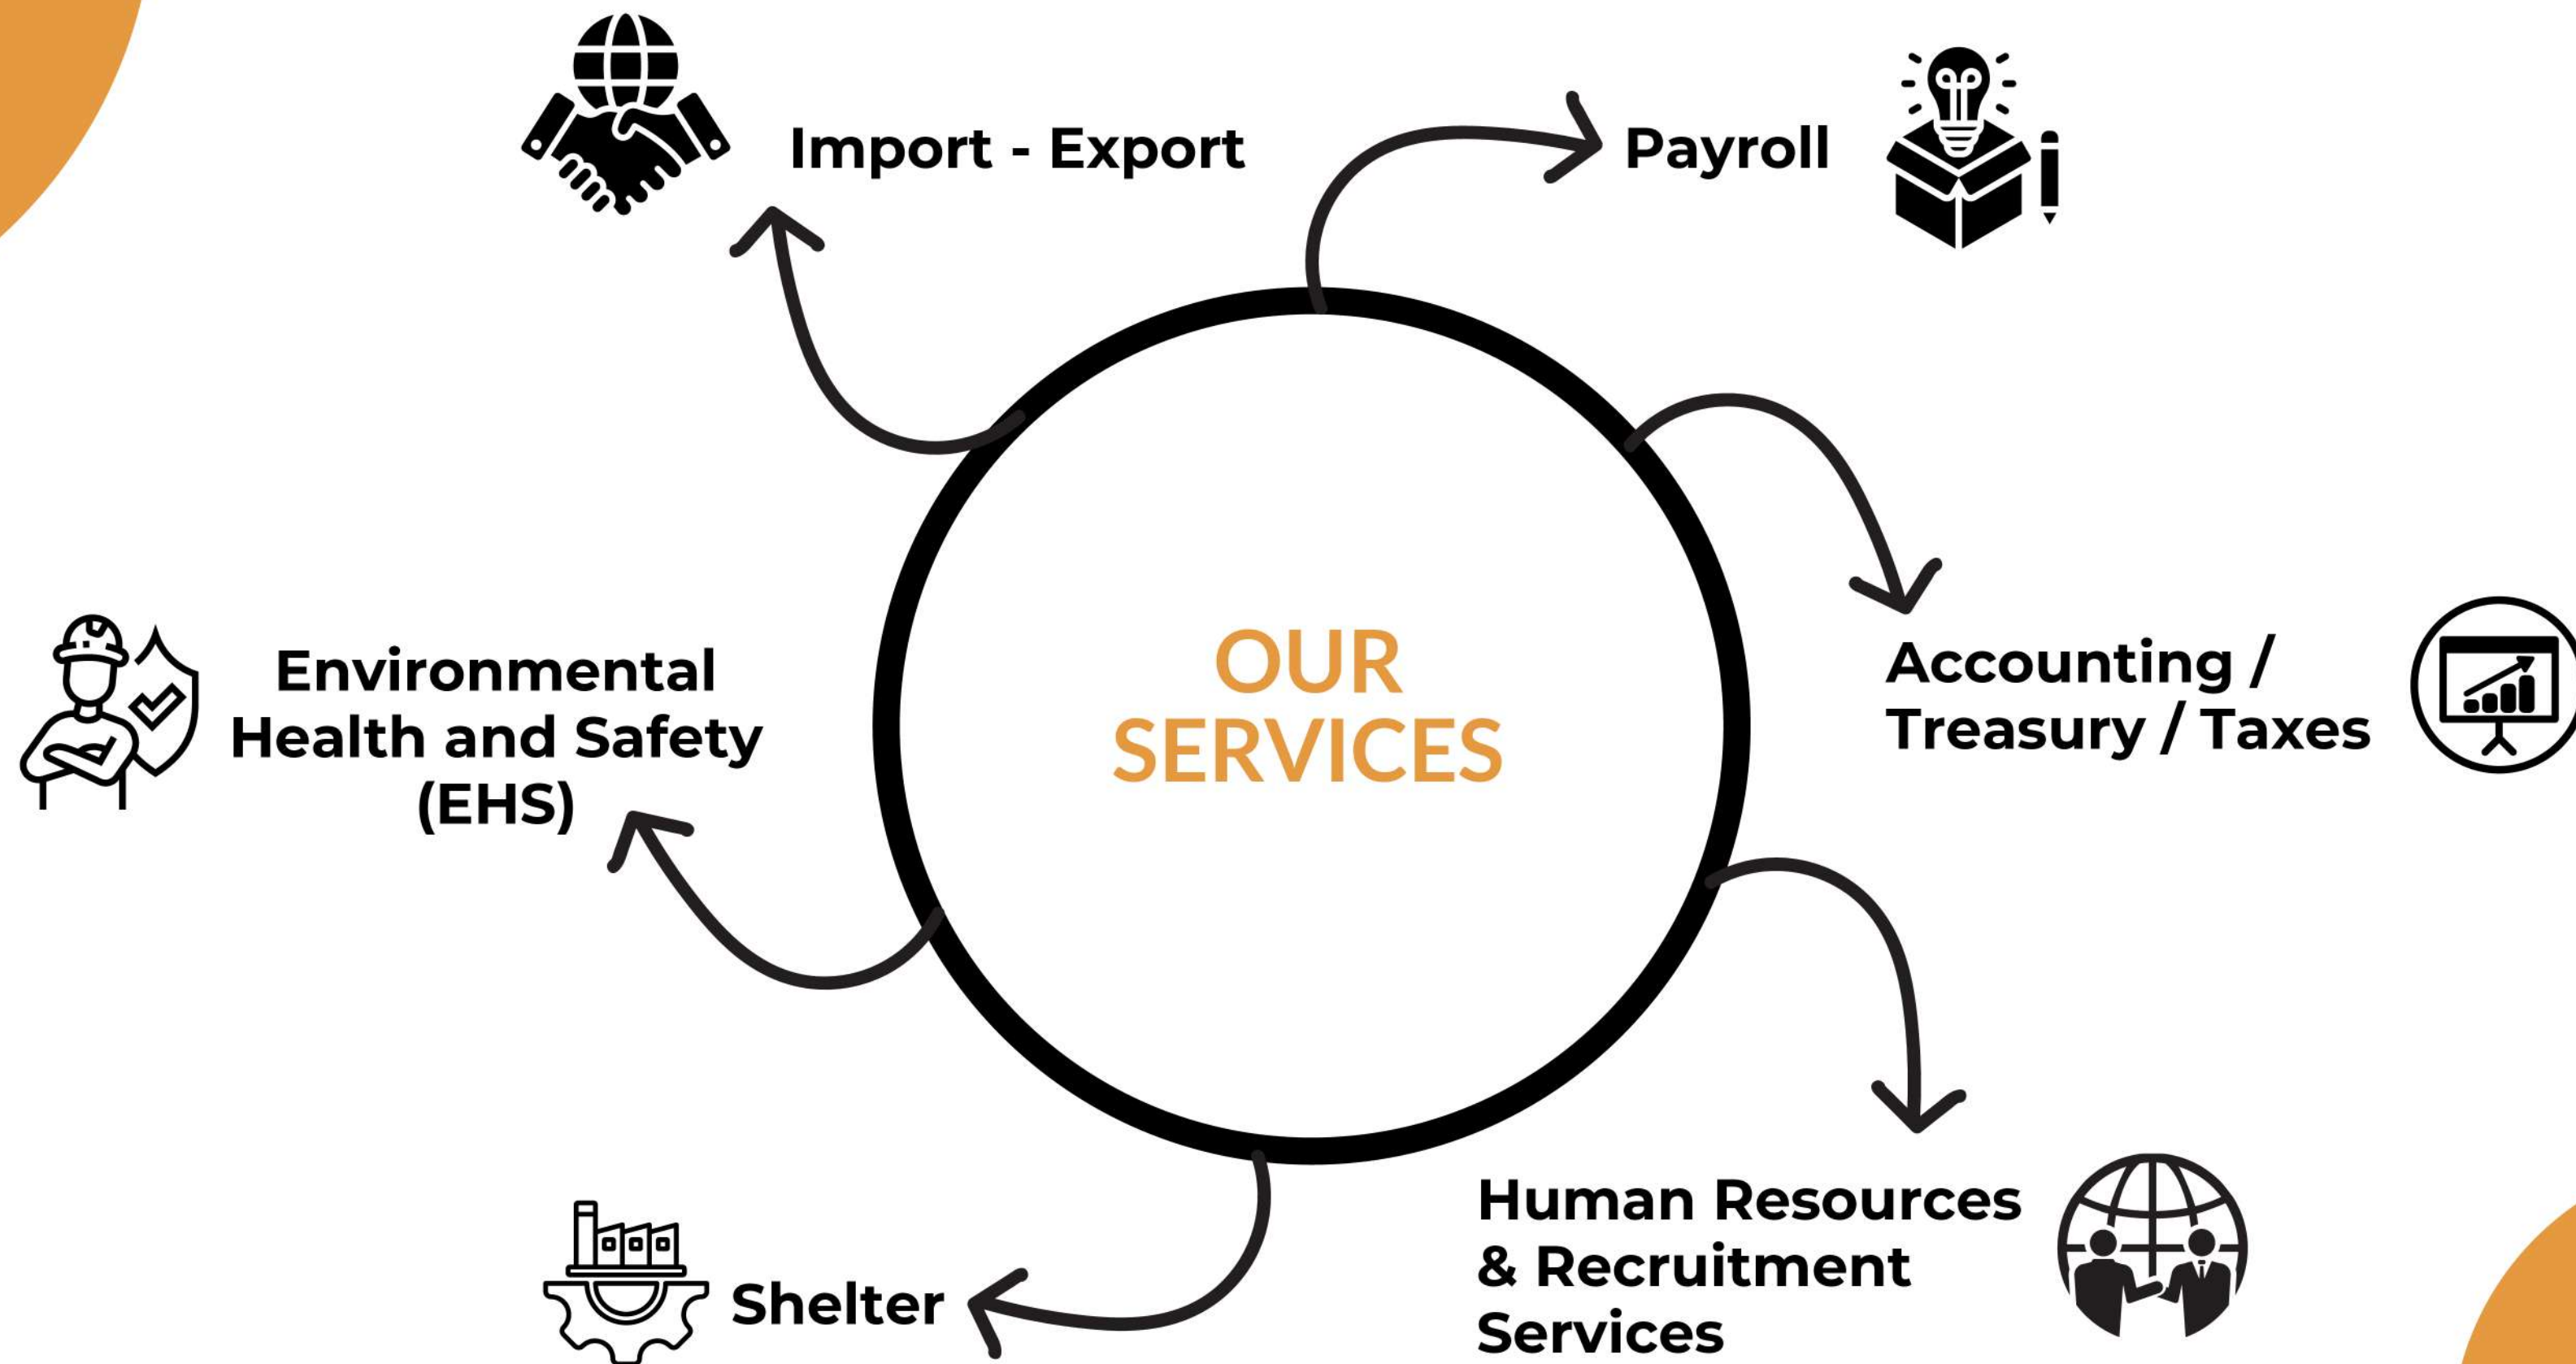 Import - Export
Payroll
OUR
SERVICES
Environmental
Health and Safety
(EHS)
Accounting /
Treasury / Taxes
Shelter
Human Resources
& Recruitment
Services